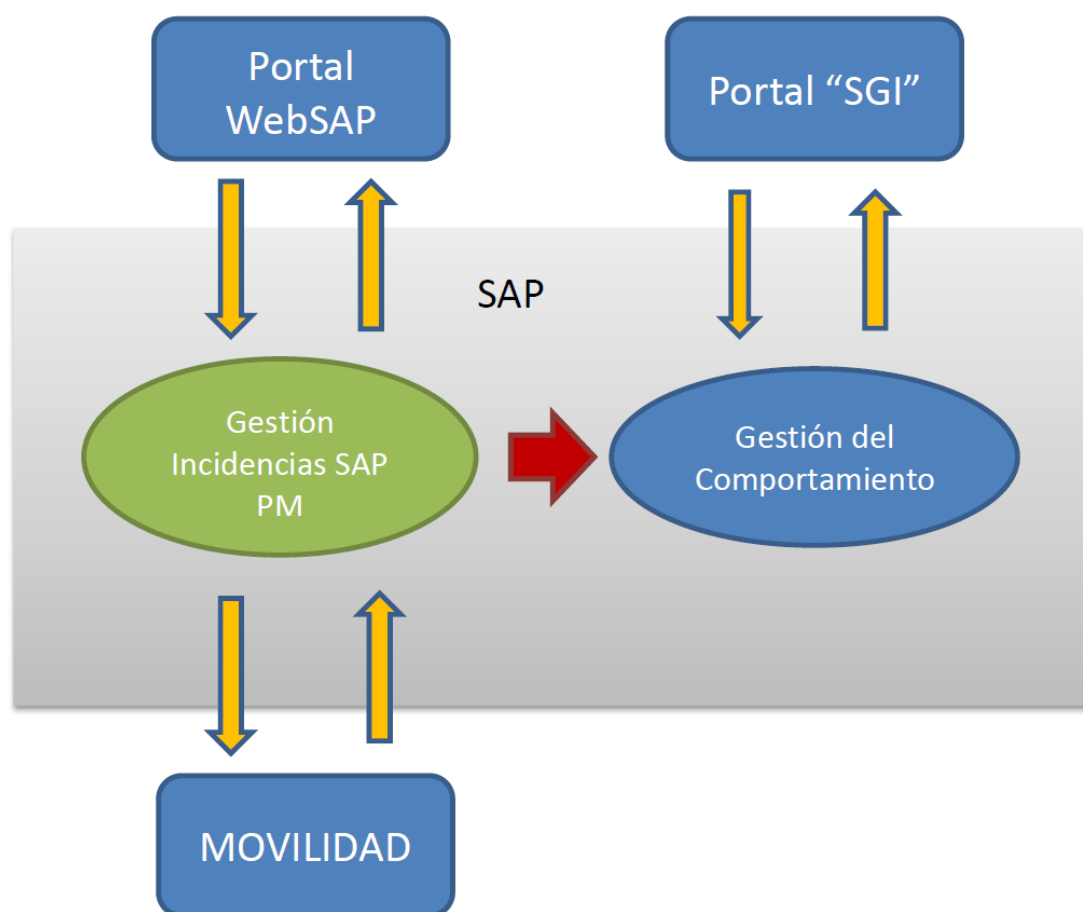 Portal
WebSAP
Portal “SGI”
SAP
Gestión
Incidencias SAP
PM
Gestión del
Comportamiento
MOVILIDAD